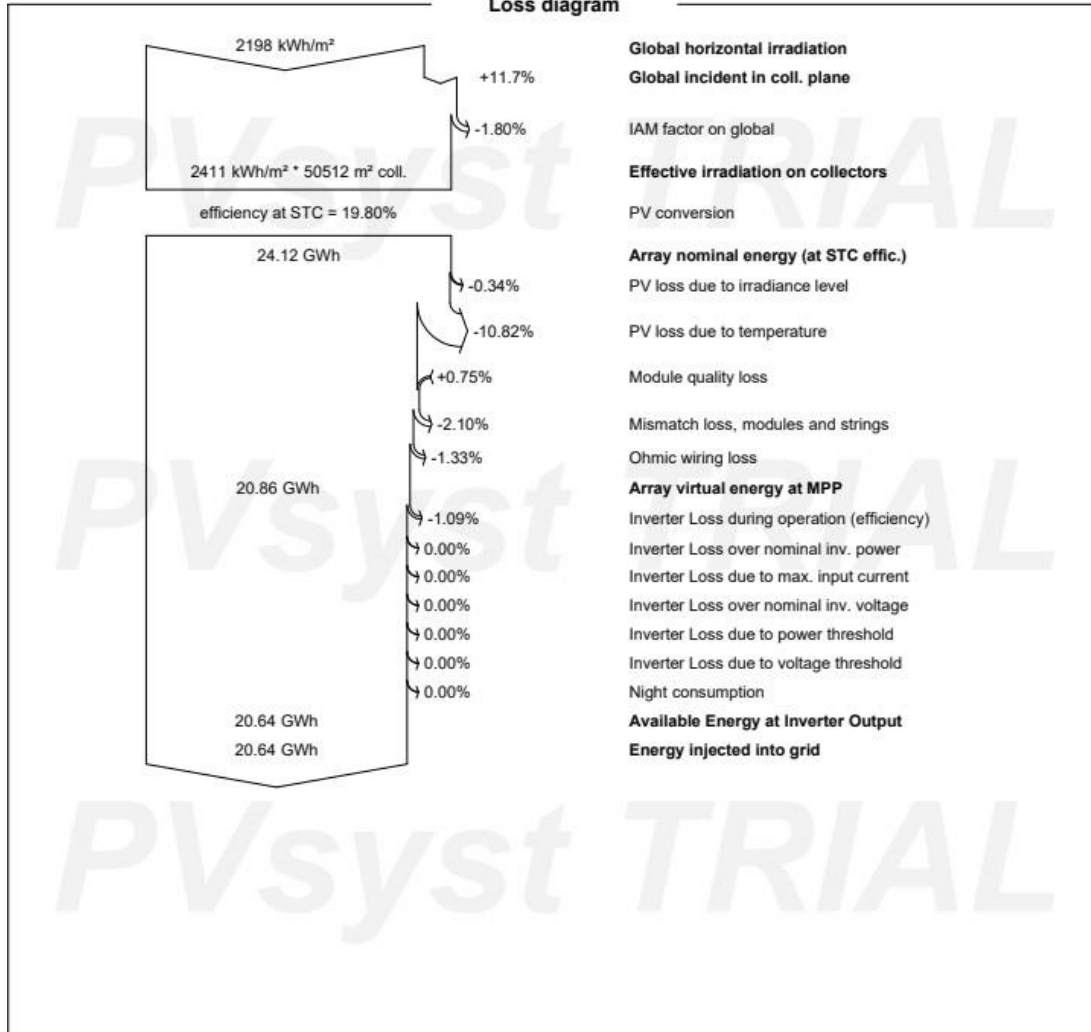 Loss diagram
2198 kWh/m² Global horizontal irradiation
+11.7% Global incident in coll. plane
-1.80% IAM factor on global
2411 kWh/m² * 50512 m² coll. Effective irradiation on collectors
efficiency at STC = 19.80% PV conversion
24.12 GWh Array nominal energy (at STC effic.)
-0.34% PV loss due to irradiance level
-10.82% PV loss due to temperature
+0.75% Module quality loss
-2.10% Mismatch loss, modules and strings
-1.33% Ohmic wiring loss
20.86 GWh Array virtual energy at MPP
-1.09% Inverter Loss during operation (efficiency)
0.00% Inverter Loss over nominal inv. power
0.00% Inverter Loss due to max. input current
0.00% Inverter Loss over nominal inv. voltage
0.00% Inverter Loss due to power threshold
0.00% Inverter Loss due to voltage threshold
0.00% Night consumption
20.64 GWh Available Energy at Inverter Output
20.64 GWh Energy injected into grid
PVsyst TRIAL
PVsyst TRIAL
PVsyst TRIAL